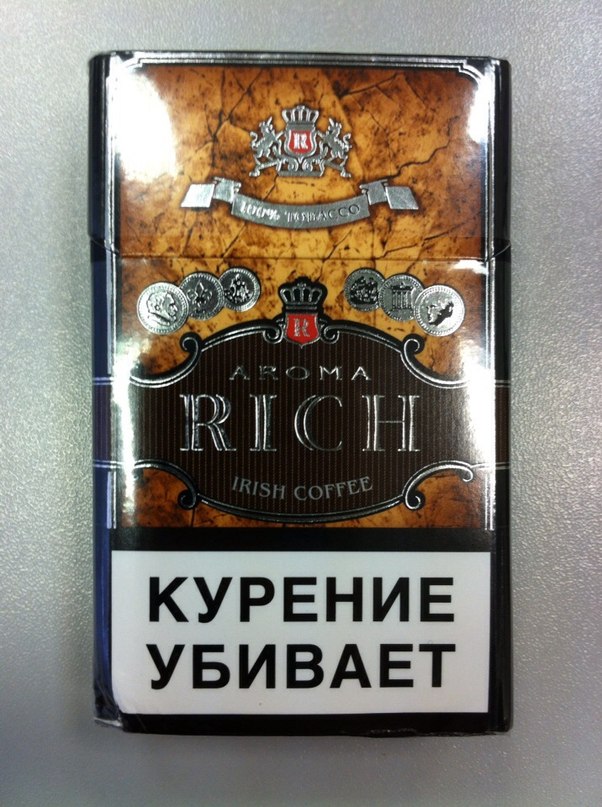 R
100% TOBACCO
R
AROMA
RICH
IRISH COFFEE
КУРЕНИЕ
УБИВАЕТ